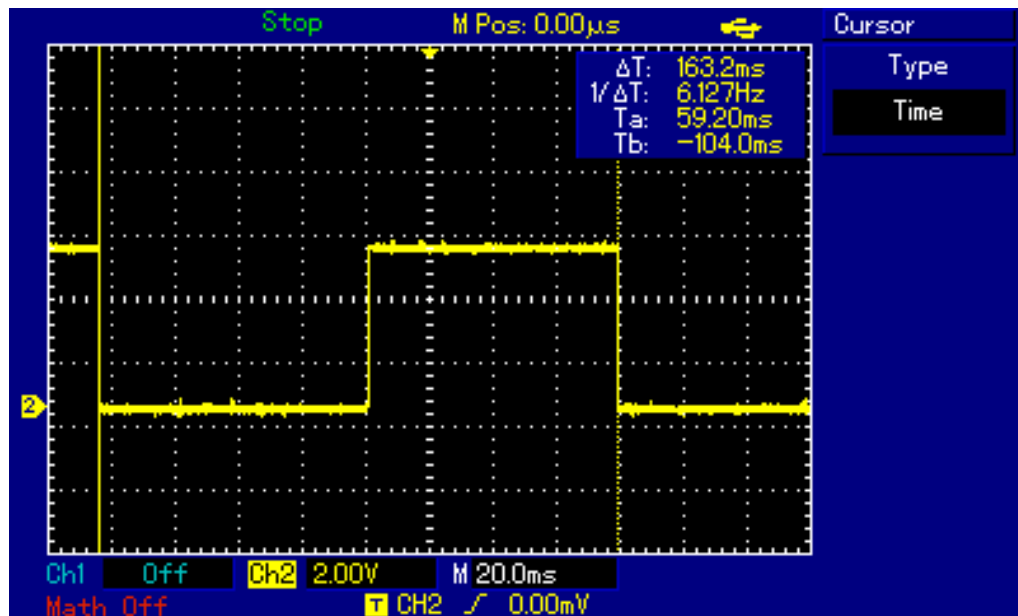 Stop M Pos: 0.00µs Cursor
ΔT: 163.2ms Type
1/ΔT: 6.127Hz
Ta: 59.20ms Time
Tb: -104.0ms
2
Ch1 Off Ch2 2.00V M 20.0ms
Math Off T CH2 0.00mV